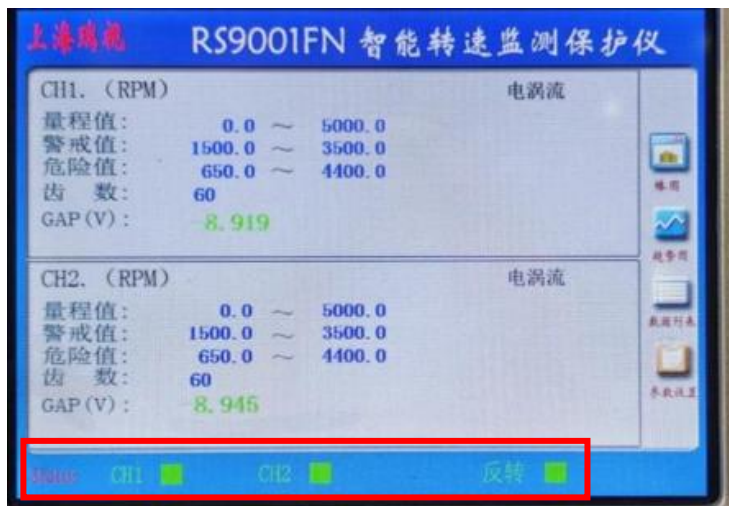 上海瑞视 RS9001FN 智能转速监测保护仪
CH1. (RPM) 电涡流
量程值: 0.0 ～ 5000.0
警戒值: 1500.0 ～ 3500.0
危险值: 650.0 ～ 4400.0
齿 数: 60
GAP(V): -8.919
棒图
趋势图
CH2. (RPM) 电涡流
量程值: 0.0 ～ 5000.0
警戒值: 1500.0 ～ 3500.0
危险值: 650.0 ～ 4400.0
齿 数: 60
GAP(V): -8.945
数据列表
参数设置
CH1 CH2 反转